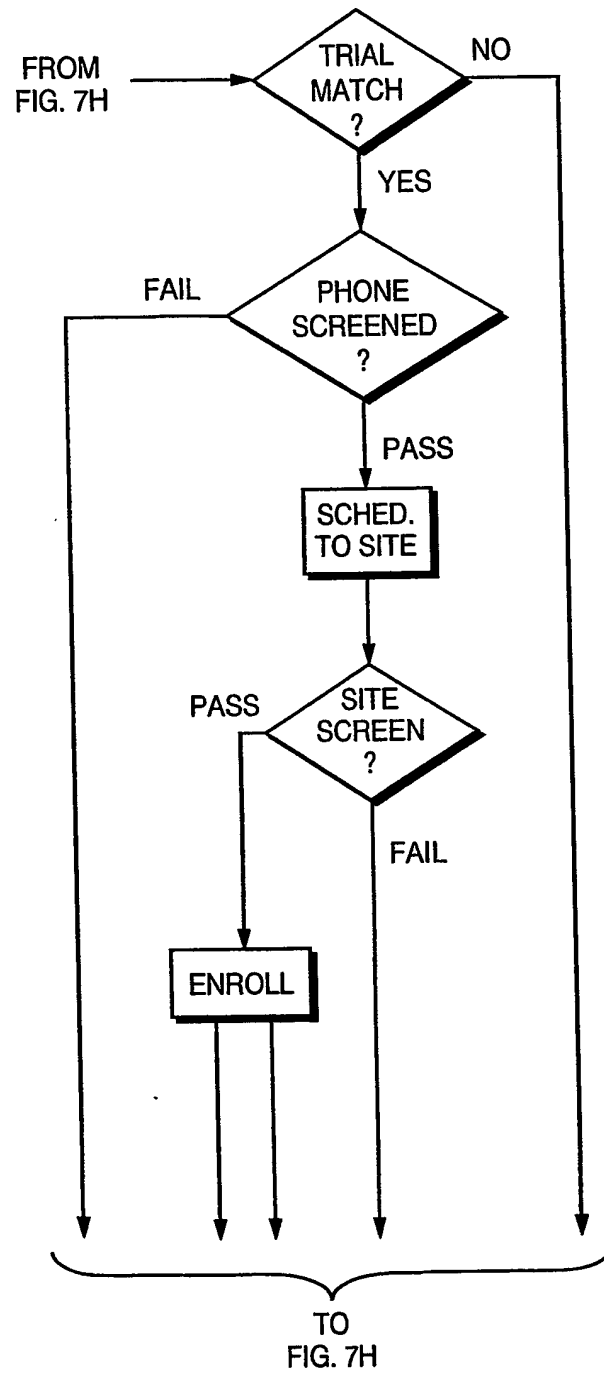 FROM
FIG. 7H
TRIAL
MATCH
?
NO
YES
PHONE
SCREENED
?
FAIL
PASS
SCHED.
TO SITE
SITE
SCREEN
?
PASS
FAIL
ENROLL
TO
FIG. 7H